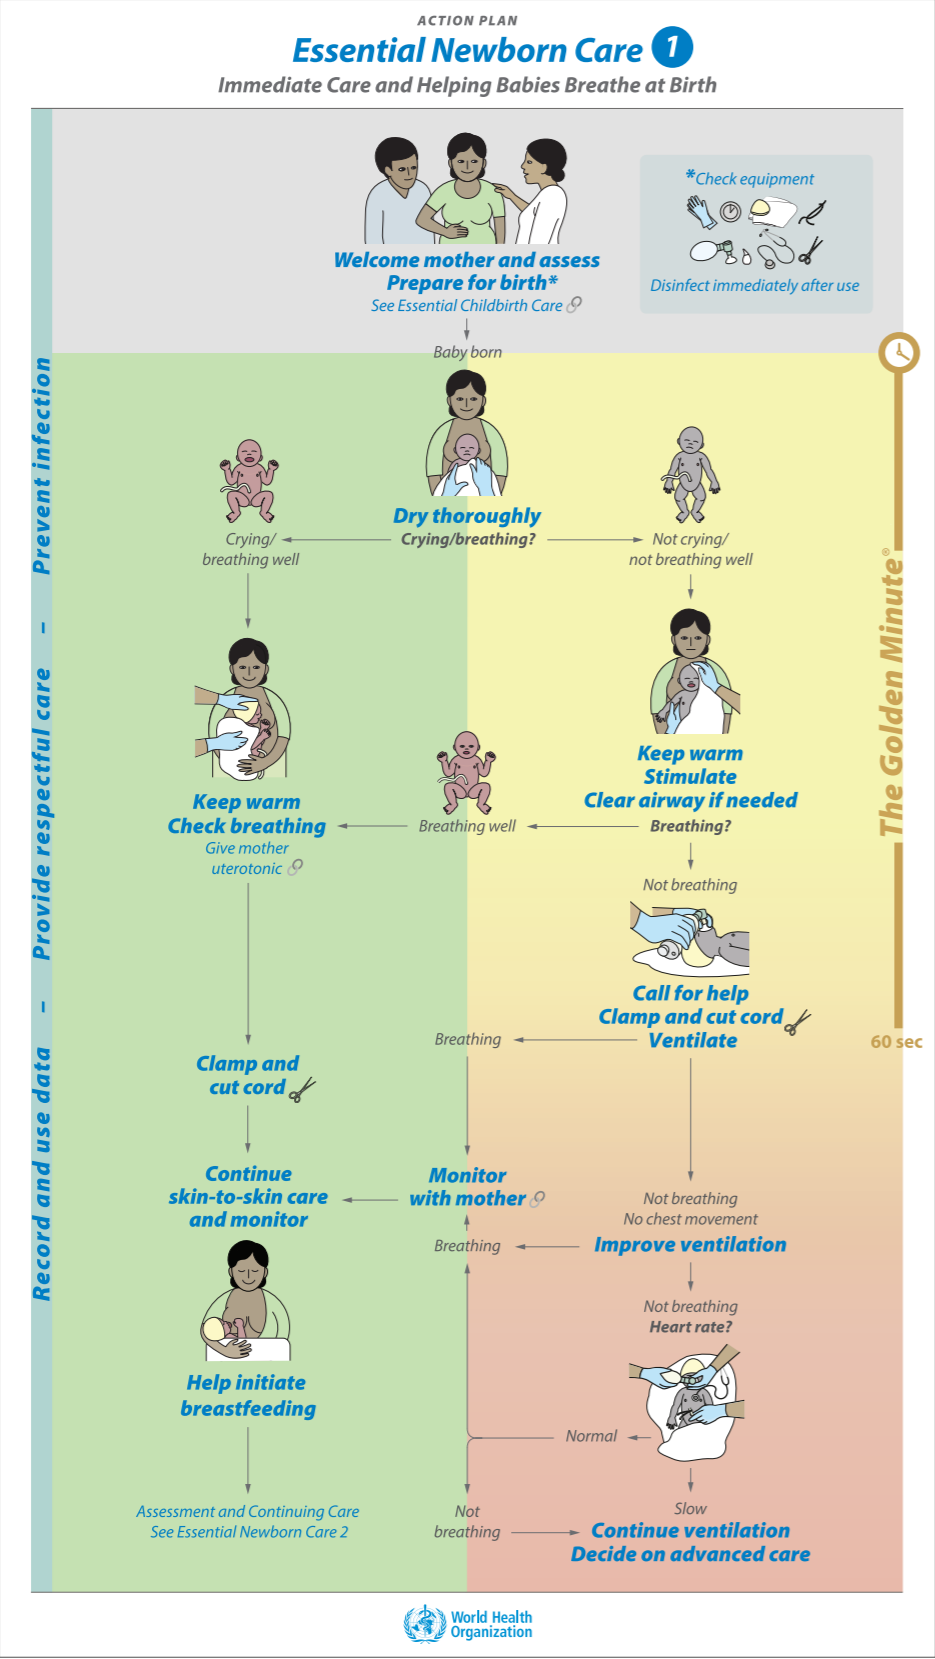 ACTION PLAN
Essential Newborn Care 1
Immediate Care and Helping Babies Breathe at Birth
*Check equipment
Disinfect immediately after use
Welcome mother and assess
Prepare for birth*
See Essential Childbirth Care
Baby born
Dry thoroughly
Crying/breathing?
Crying/
breathing well
Not crying/
not breathing well
Keep warm
Stimulate
Clear airway if needed
Breathing?
Breathing well
Keep warm
Check breathing
Give mother
uterotonic
Not breathing
Call for help
Clamp and cut cord
Ventilate
Breathing
Clamp and
cut cord
Continue
skin-to-skin care
and monitor
Monitor
with mother
Not breathing
No chest movement
Improve ventilation
Breathing
Not breathing
Heart rate?
Help initiate
breastfeeding
Normal
Slow
Not
breathing
Continue ventilation
Decide on advanced care
Assessment and Continuing Care
See Essential Newborn Care 2
Record and use data – Provide respectful care – Prevent infection
The Golden Minute®
60 sec
World Health
Organization